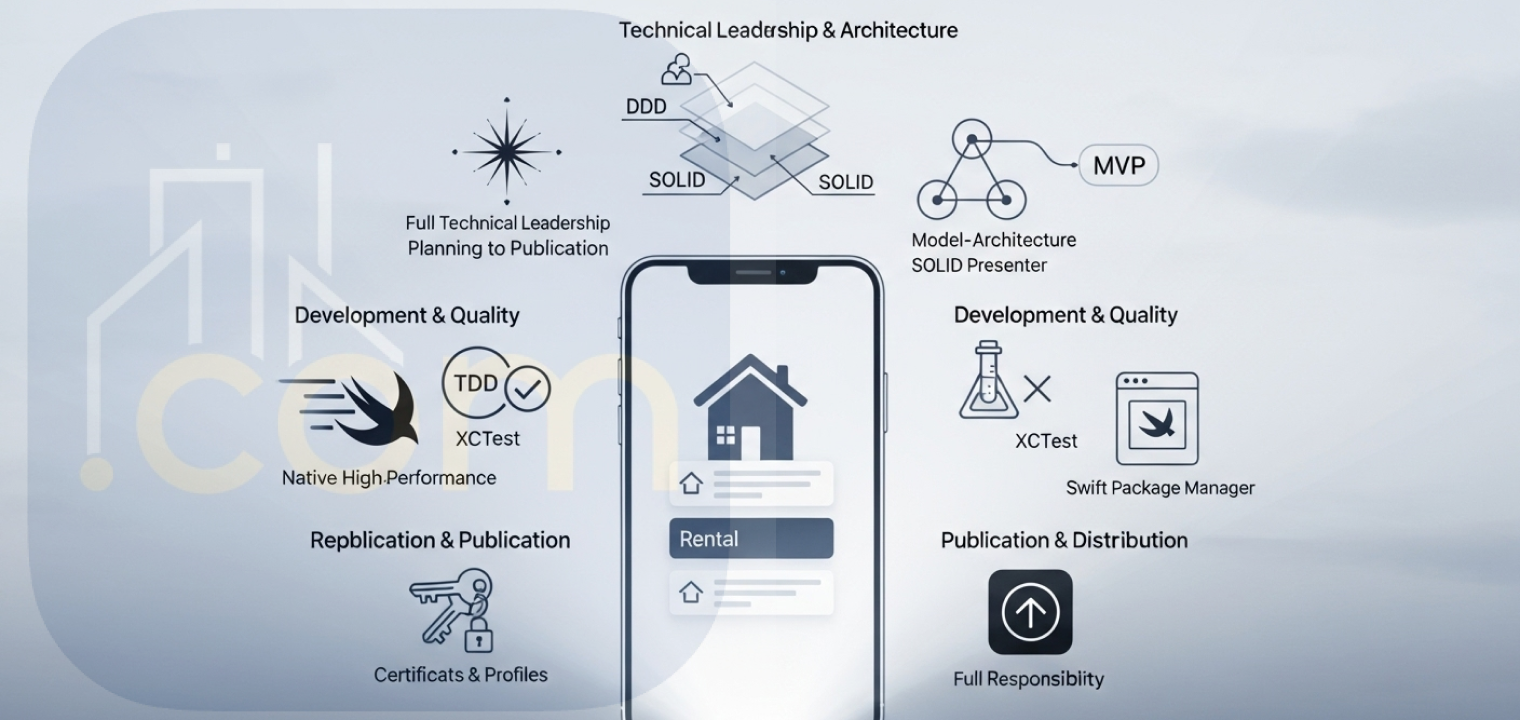 Technical Leadership & Architecture
DDD
SOLID
SOLID
MVP
Full Technical Leadership
Planning to Publication
Model-Architecture
SOLID Presenter
Development & Quality
TDD
XCTest
Native High-Performance
Development & Quality
XCTest
Swift Package Manager
.com
Rental
Repblication & Publication
Certificats & Profiles
Publication & Distribution
Full Responsibiity